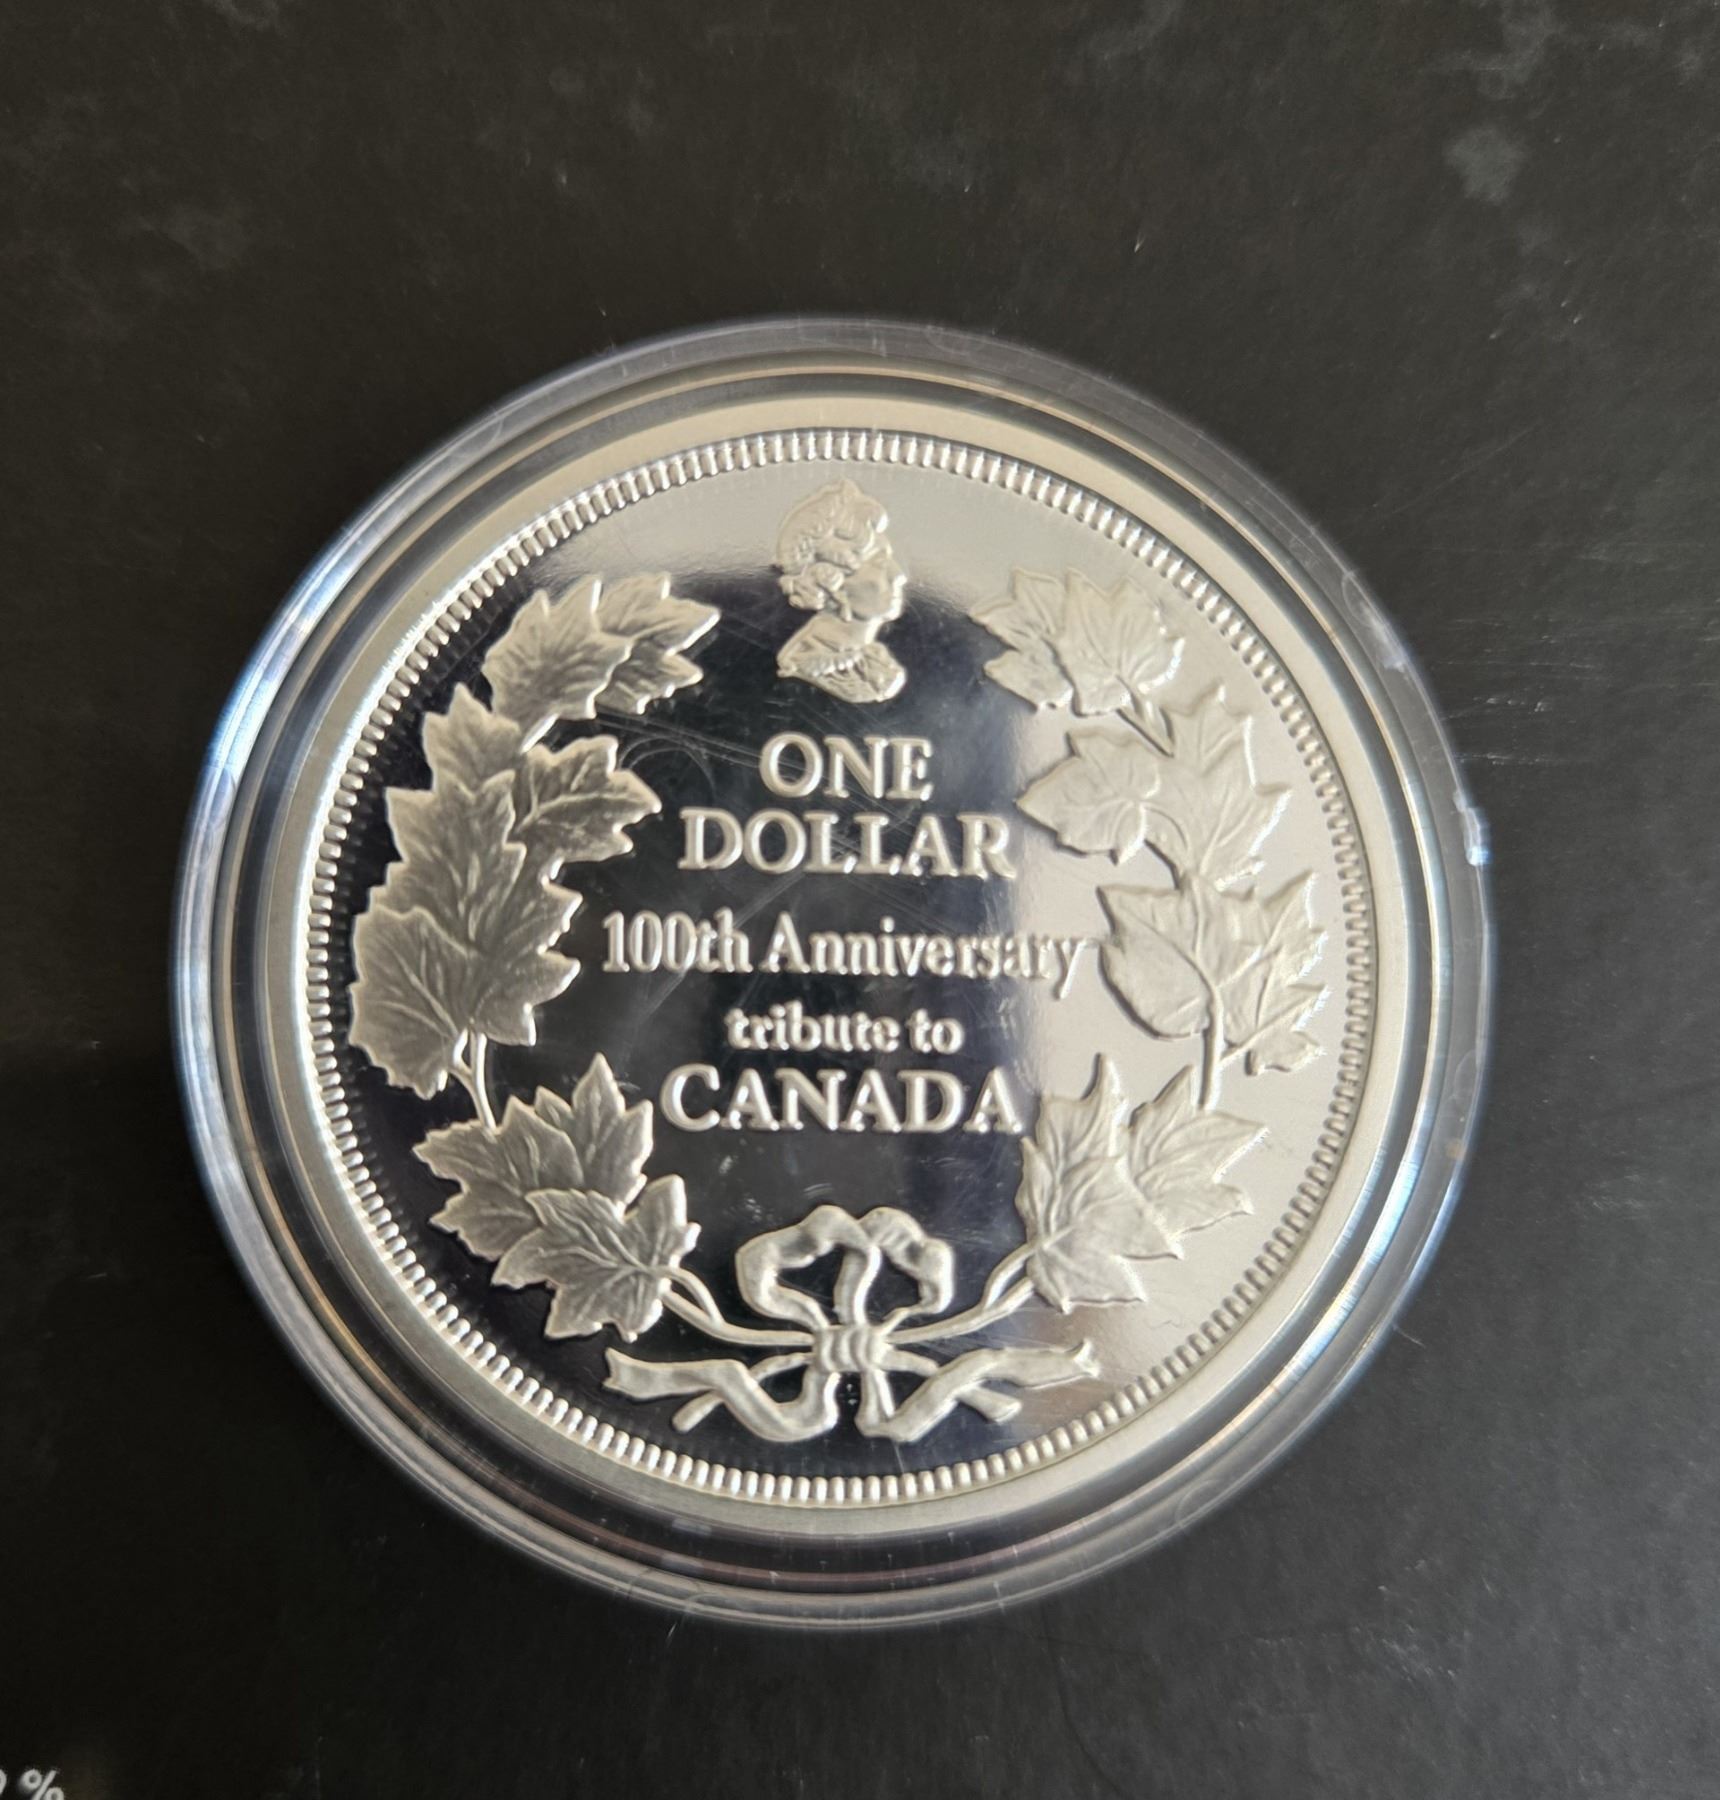 ONE
DOLLAR
100th Anniversary
tribute to
CANADA
%